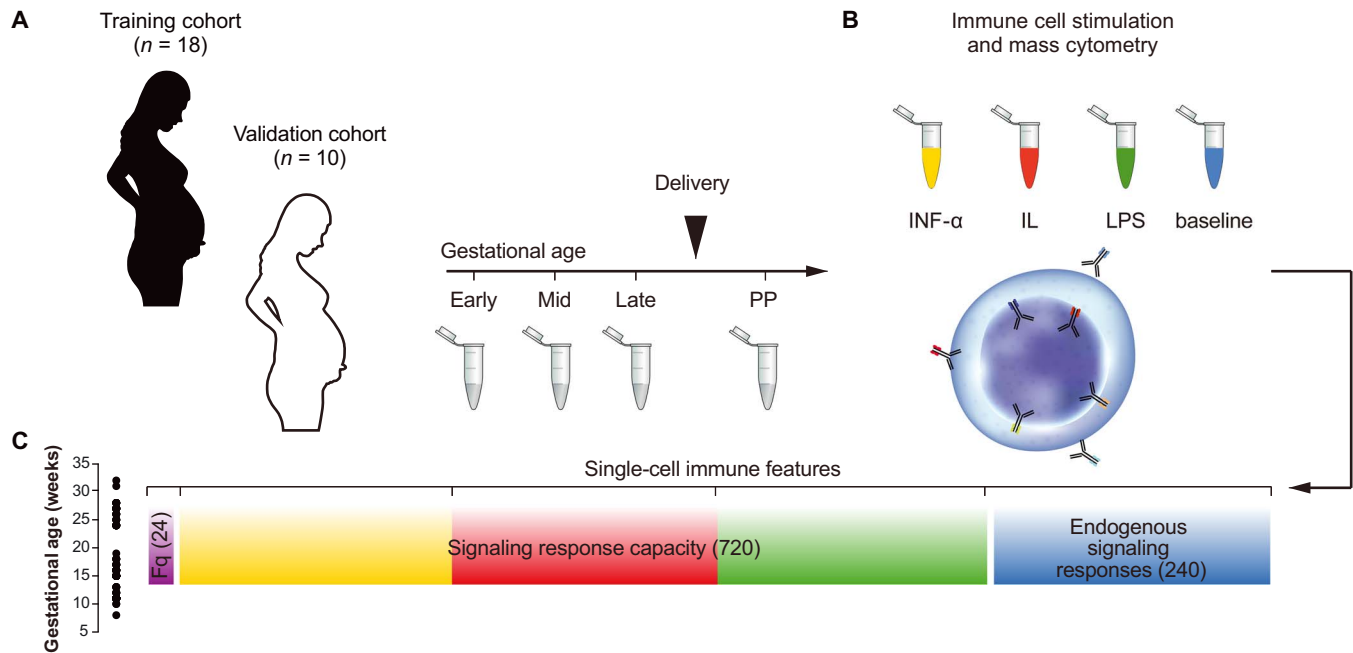 A
Training cohort
(n = 18)
Validation cohort
(n = 10)
Delivery
Gestational age
Early Mid Late PP
B
Immune cell stimulation
and mass cytometry
INF-α IL LPS baseline
C
Gestational age (weeks)
35
30
25
20
15
10
5
Single-cell immune features
Fq (24)
Signaling response capacity (720)
Endogenous
signaling
responses (240)